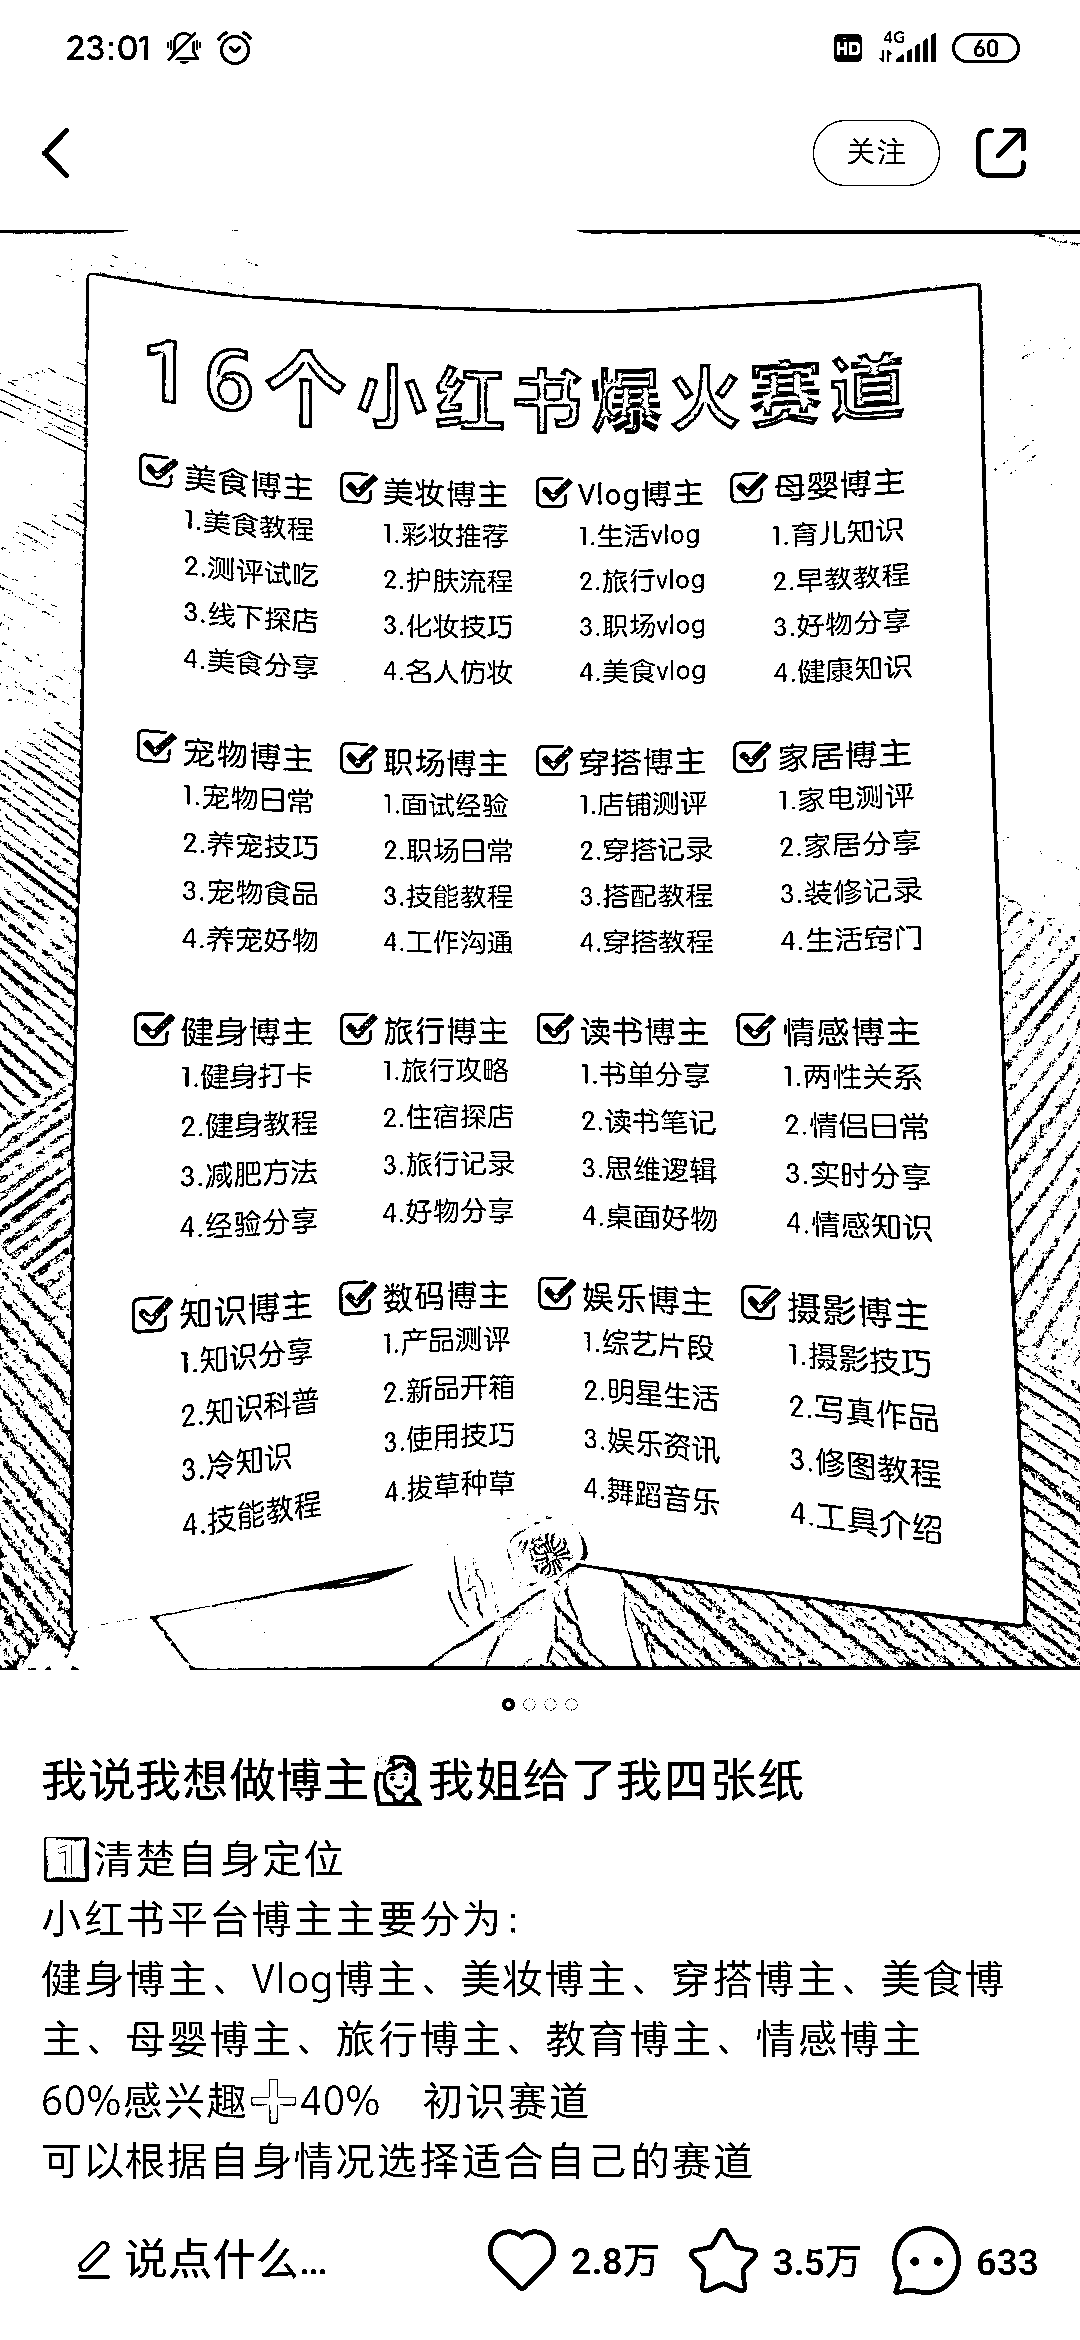 23:01 HD 4G 60
关注
16个小红书爆火赛道
美食博主
1.美食教程
2.测评试吃
3.线下探店
4.美食分享
美妆博主
1.彩妆推荐
2.护肤流程
3.化妆技巧
4.名人仿妆
Vlog博主
1.生活vlog
2.旅行vlog
3.职场vlog
4.美食vlog
母婴博主
1.育儿知识
2.早教教程
3.好物分享
4.健康知识
宠物博主
1.宠物日常
2.养宠技巧
3.宠物食品
4.养宠好物
职场博主
1.面试经验
2.职场日常
3.技能教程
4.工作沟通
穿搭博主
1.店铺测评
2.穿搭记录
3.搭配教程
4.穿搭教程
家居博主
1.家电测评
2.家居分享
3.装修记录
4.生活窍门
健身博主
1.健身打卡
2.健身教程
3.减肥方法
4.经验分享
旅行博主
1.旅行攻略
2.住宿探店
3.旅行记录
4.好物分享
读书博主
1.书单分享
2.读书笔记
3.思维逻辑
4.桌面好物
情感博主
1.两性关系
2.情侣日常
3.实时分享
4.情感知识
知识博主
1.知识分享
2.知识科普
3.冷知识
4.技能教程
数码博主
1.产品测评
2.新品开箱
3.使用技巧
4.拔草种草
娱乐博主
1.综艺片段
2.明星生活
3.娱乐资讯
4.舞蹈音乐
摄影博主
1.摄影技巧
2.写真作品
3.修图教程
4.工具介绍
我说我想做博主🙋‍♀️我姐给了我四张纸
1️⃣清楚自身定位
小红书平台博主主要分为：
健身博主、Vlog博主、美妆博主、穿搭博主、美食博
主、母婴博主、旅行博主、教育博主、情感博主
60%感兴趣➕40% 初识赛道
可以根据自身情况选择适合自己的赛道
说点什么... 2.8万 3.5万 633